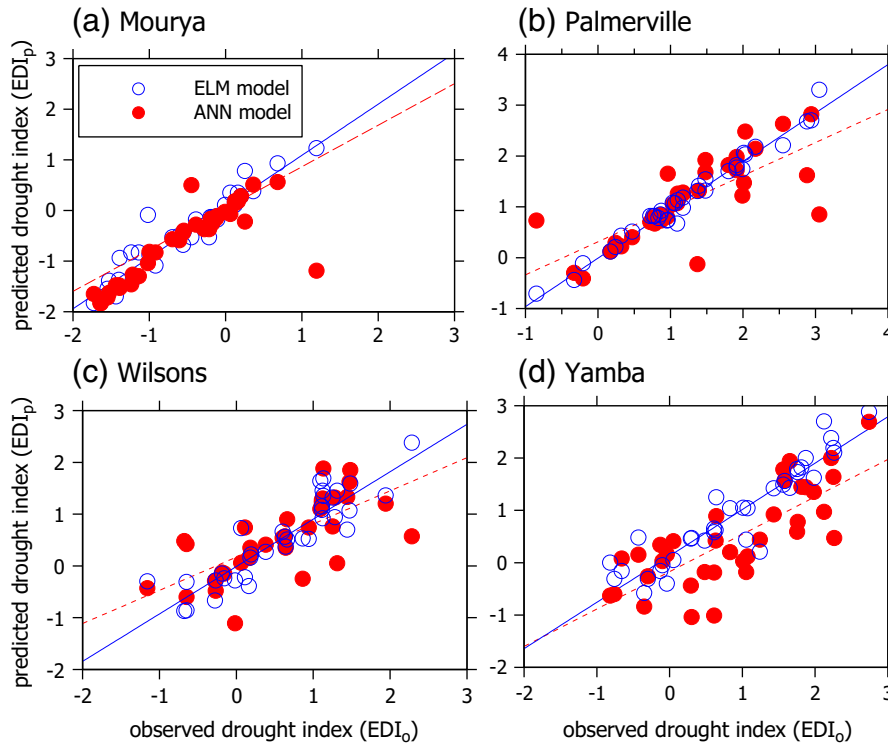 (a) Mourya
(b) Palmerville
predicted drought index (EDIp)
3
2
1
0
-1
-2
ELM model
ANN model
-2 -1 0 1 2 3
4
3
2
1
0
-1
-1 0 1 2 3 4
(c) Wilsons
(d) Yamba
predicted drought index (EDIp)
3
2
1
0
-1
-2
-2 -1 0 1 2 3
observed drought index (EDIo)
3
2
1
0
-1
-2
-2 -1 0 1 2 3
observed drought index (EDIo)